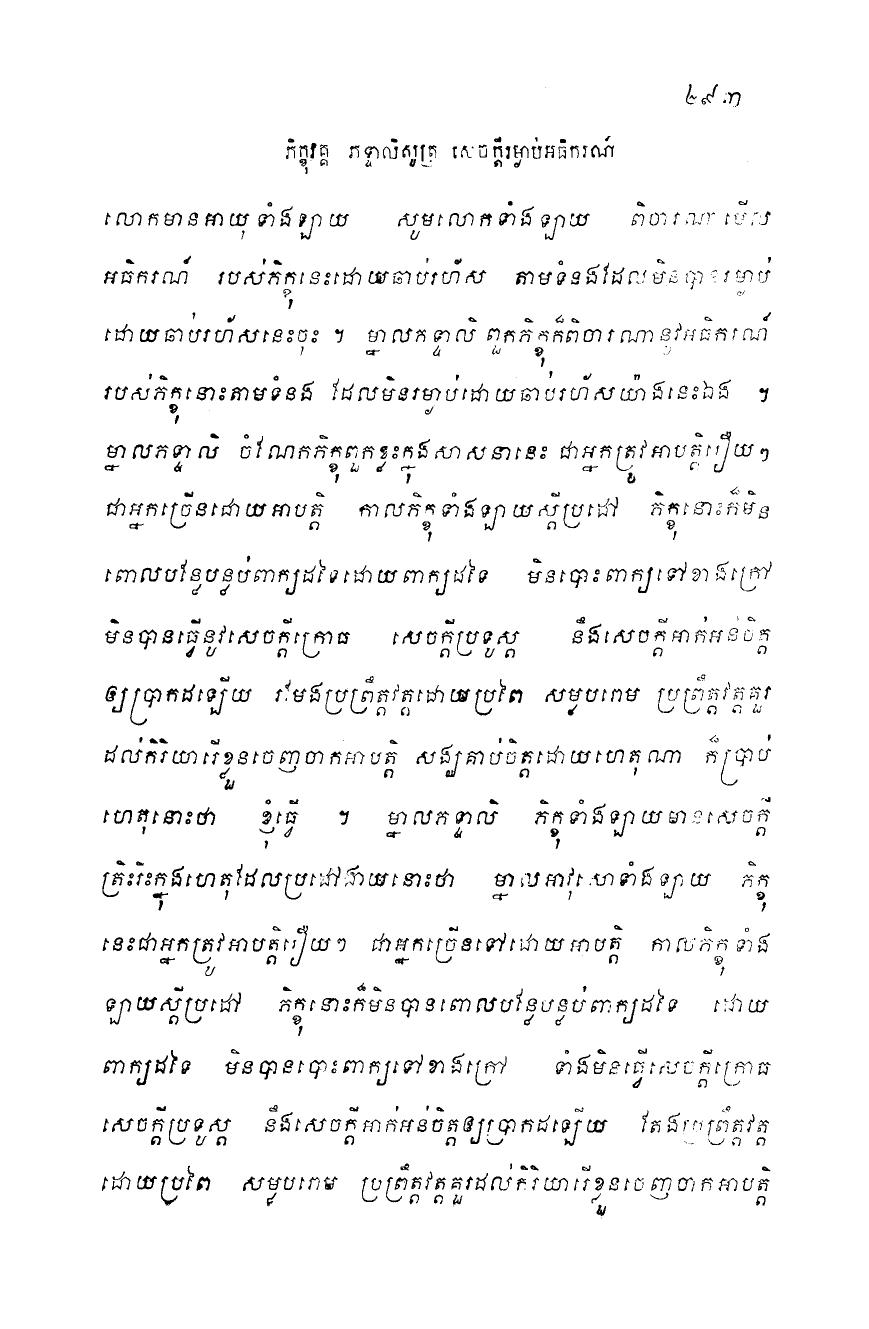 ២៩៣
ភិក្ខុវគ្គ ភទ្ទាលិសូត្រ សេចក្តីរម្ងាប់អធិករណ៍
លោកមានអាយុទាំងឡាយ សូមលោកទាំងឡាយ ពិចារណាមើល
អធិករណ៍ របស់ភិក្ខុនេះដោយឆាប់រហ័ស តាមទំនងដែលមិនបានរម្ងាប់
ដោយឆាប់រហ័សនេះចុះ ។ ម្នាលភទ្ទាលិ ពួកភិក្ខុក៏ពិចារណានូវអធិករណ៍
របស់ភិក្ខុនោះតាមទំនង ដែលមិនរម្ងាប់ដោយឆាប់រហ័សយ៉ាងនេះឯង ។
ម្នាលភទ្ទាលិ ចំណែកភិក្ខុពួកខ្លះក្នុងសាសនានេះ ជាអ្នកត្រូវអាបត្តិរឿយៗ
ជាអ្នកច្រើនដោយអាបត្តិ កាលភិក្ខុទាំងឡាយស្តីប្រដៅ ភិក្ខុនោះក៏មិន
ពោលបន្លែបន្លប់ពាក្យដទៃដោយពាក្យដទៃ មិនបោះពាក្យទៅខាងក្រៅ
មិនបានធ្វើនូវសេចក្តីក្រោធ សេចក្តីប្រទូស្ត នឹងសេចក្តីអាក់អន់ចិត្ត
ឲ្យប្រាកដឡើយ រមែងប្រព្រឹត្តវត្តដោយប្រពៃ សម្លូបរោម ប្រព្រឹត្តវត្តគួរ
ដល់កិរិយារើខ្លួនចេញចាកអាបត្តិ សង្ឃគាប់ចិត្តដោយហេតុណា ក៏ប្រាប់
ហេតុនោះថា ខ្ញុំធ្វើ ។ ម្នាលភទ្ទាលិ ភិក្ខុទាំងឡាយមានសេចក្តី
ត្រិះរិះក្នុងហេតុដែលប្រដៅងាយនោះថា ម្នាលអាវុសោទាំងឡាយ ភិក្ខុ
នេះជាអ្នកត្រូវអាបត្តិរឿយៗ ជាអ្នកច្រើនទៅដោយអាបត្តិ កាលភិក្ខុទាំង
ឡាយស្តីប្រដៅ ភិក្ខុនោះក៏មិនបានពោលបន្លែបន្លប់ពាក្យដទៃ ដោយ
ពាក្យដទៃ មិនបានបោះពាក្យទៅខាងក្រៅ ទាំងមិនធ្វើសេចក្តីក្រោធ
សេចក្តីប្រទូស្ត នឹងសេចក្តីអាក់អន់ចិត្តឲ្យប្រាកដឡើយ តែងប្រព្រឹត្តវត្ត
ដោយប្រពៃ សម្លូបរោម ប្រព្រឹត្តវត្តគួរដល់កិរិយារើខ្លួនចេញចាកអាបត្តិ